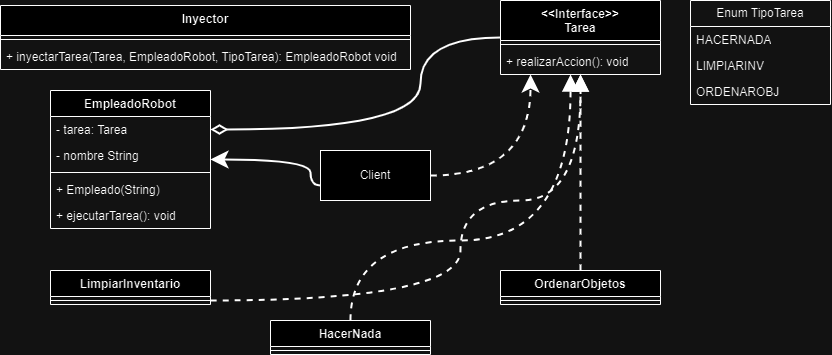 Inyector
+ inyectarTarea(Tarea, EmpleadoRobot, TipoTarea): EmpleadoRobot void
<<Interface>>
Tarea
+ realizarAccion(): void
Enum TipoTarea
HACERNADA
LIMPIARINV
ORDENAROBJ
EmpleadoRobot
- tarea: Tarea
- nombre String
+ Empleado(String)
+ ejecutarTarea(): void
Client
LimpiarInventario
HacerNada
OrdenarObjetos